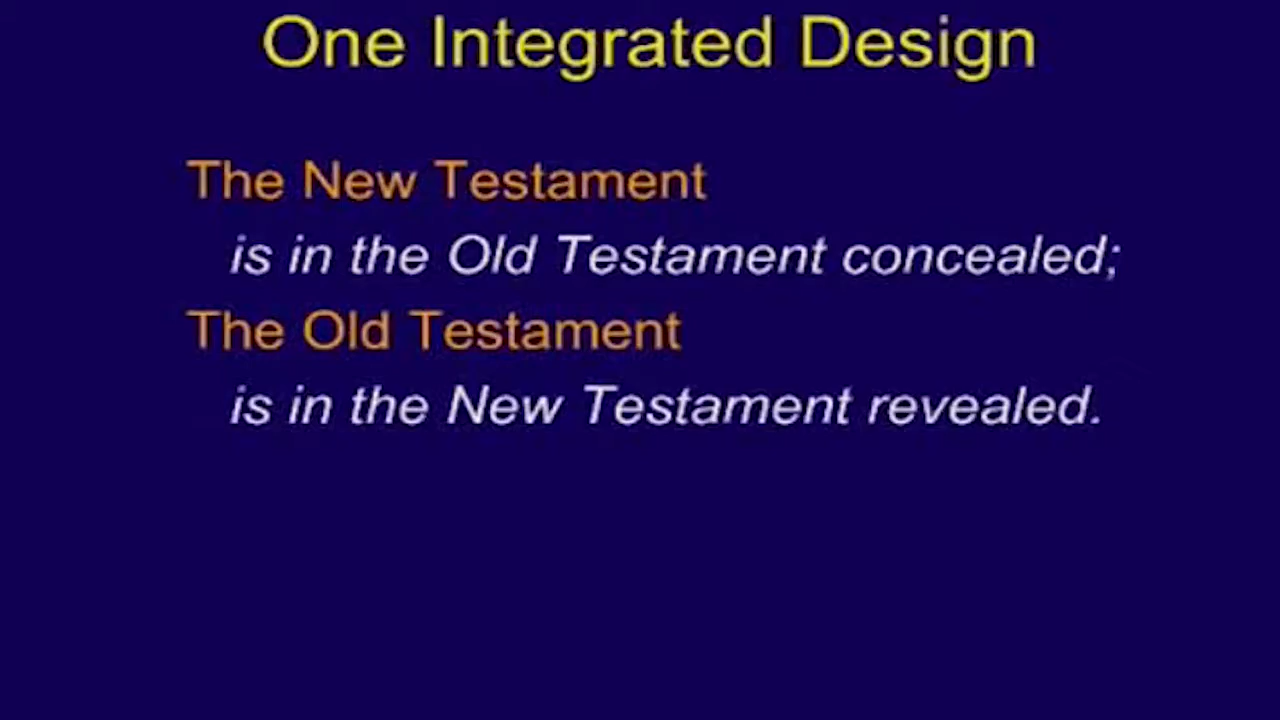 One Integrated Design
The New Testament
is in the Old Testament concealed;
The Old Testament
is in the New Testament revealed.